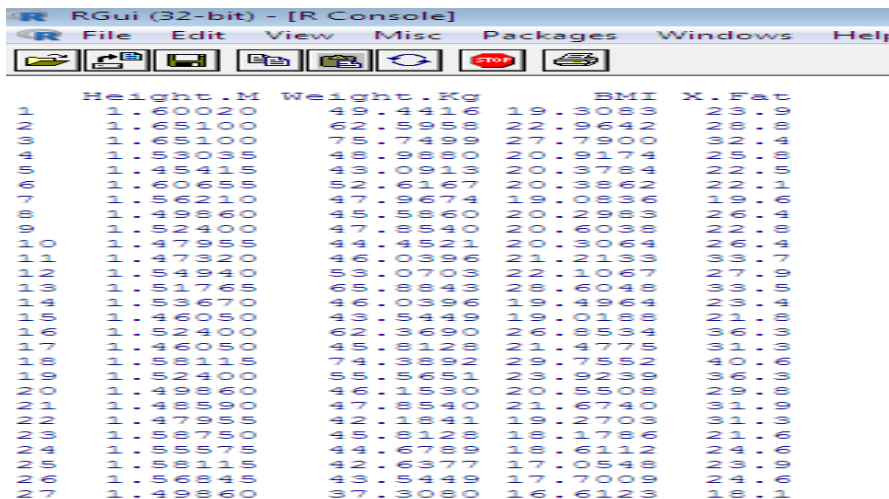 RGui (32-bit) - [R Console]
File Edit View Misc Packages Windows Help
STOP
Height.M Weight.Kg BMI X.Fat
1 1.60020 49.4416 19.3083 23.9
2 1.65100 62.5958 22.9642 28.8
3 1.65100 75.7499 27.7900 32.4
4 1.53035 48.9880 20.9174 25.8
5 1.45415 43.0913 20.3784 22.5
6 1.60655 52.6167 20.3862 22.1
7 1.56210 47.9674 19.0836 19.6
8 1.49860 45.5860 20.2983 26.4
9 1.52400 47.8540 20.6038 22.8
10 1.47955 44.4521 20.3064 26.4
11 1.47320 46.0396 21.2133 33.7
12 1.54940 53.0703 22.1067 27.9
13 1.51765 65.8843 28.6048 33.5
14 1.53670 46.0396 19.4964 23.4
15 1.46050 43.5449 19.0188 21.8
16 1.52400 62.3690 26.8534 36.3
17 1.46050 45.8128 21.4775 31.3
18 1.58115 74.3892 29.7552 40.6
19 1.52400 55.5651 23.9239 36.3
20 1.49860 46.1530 20.5508 29.8
21 1.48590 47.8540 21.6740 31.9
22 1.47955 42.1841 19.2703 31.3
23 1.58750 45.8128 18.1786 21.6
24 1.55575 44.6789 18.6112 24.6
25 1.58115 42.6377 17.0548 23.9
26 1.56845 43.5449 17.7009 24.6
27 1.49860 37.3080 16.6123 18.1